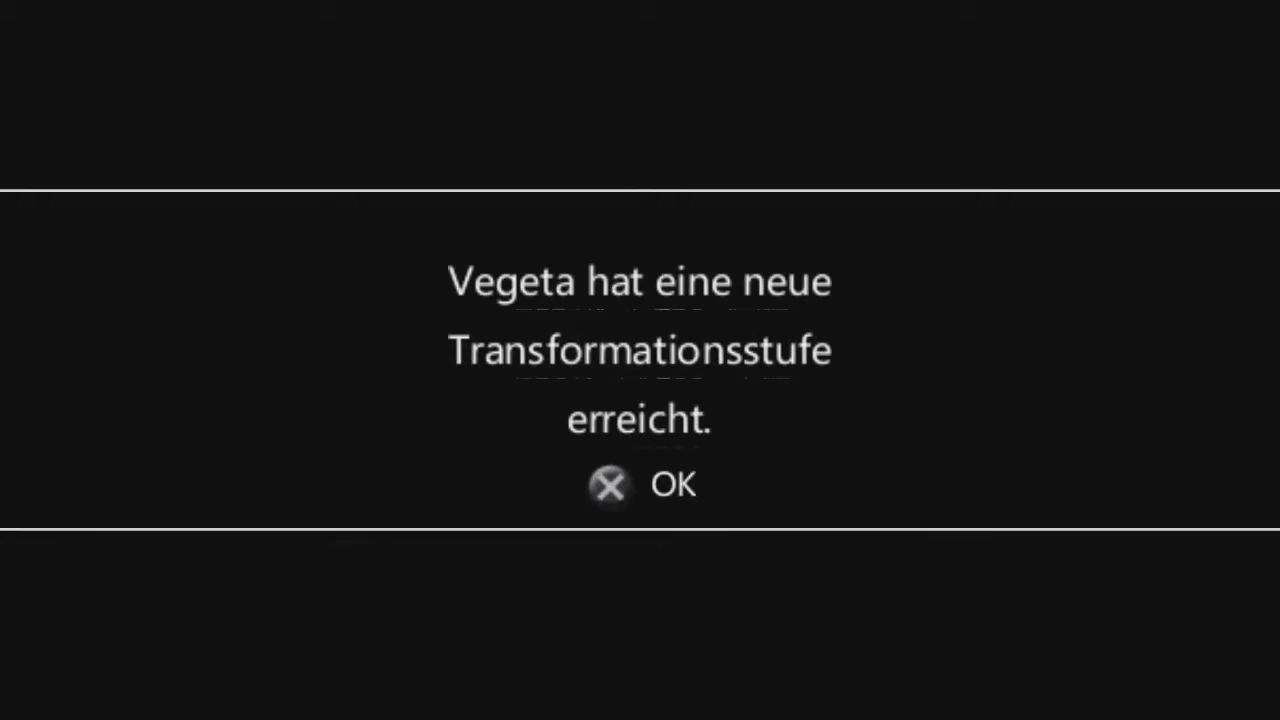 Vegeta hat eine neue
Transformationsstufe
erreicht.
OK